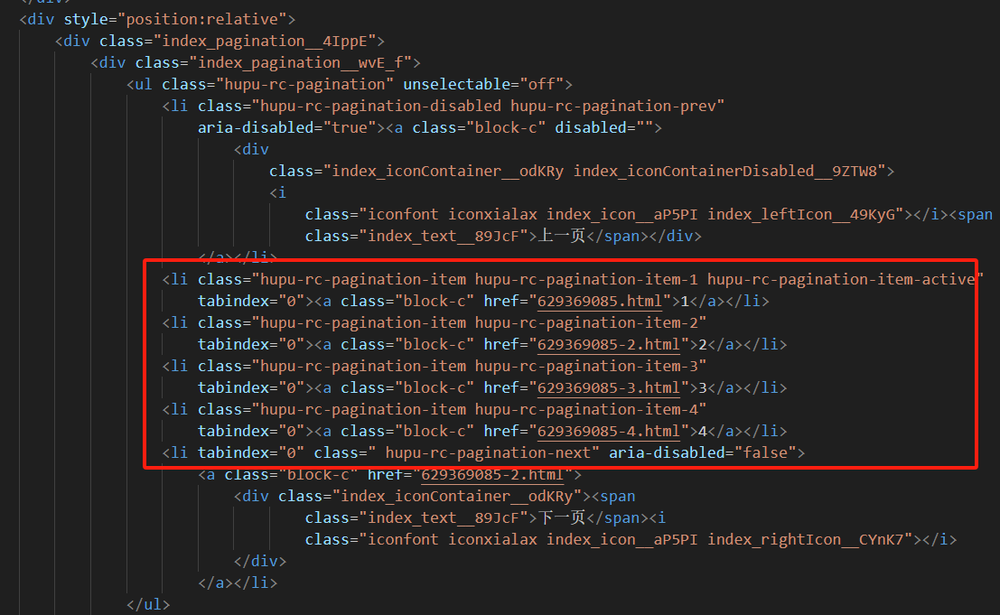 </div>
<div style="position:relative">
<div class="index_pagination__4IppE">
<div class="index_pagination__wvE_f">
<ul class="hupu-rc-pagination" unselectable="off">
<li class="hupu-rc-pagination-disabled hupu-rc-pagination-prev"
aria-disabled="true"><a class="block-c" disabled="">
<div
class="index_iconContainer__odKRy index_iconContainerDisabled__9ZTW8">
<i
class="iconfont iconxialax index_icon__aP5PI index_leftIcon__49KyG"></i><span
class="index_text__89JcF">上一页</span></div>
</a></li>
<li class="hupu-rc-pagination-item hupu-rc-pagination-item-1 hupu-rc-pagination-item-active"
tabindex="0"><a class="block-c" href="629369085.html">1</a></li>
<li class="hupu-rc-pagination-item hupu-rc-pagination-item-2"
tabindex="0"><a class="block-c" href="629369085-2.html">2</a></li>
<li class="hupu-rc-pagination-item hupu-rc-pagination-item-3"
tabindex="0"><a class="block-c" href="629369085-3.html">3</a></li>
<li class="hupu-rc-pagination-item hupu-rc-pagination-item-4"
tabindex="0"><a class="block-c" href="629369085-4.html">4</a></li>
<li tabindex="0" class=" hupu-rc-pagination-next" aria-disabled="false">
<a class="block-c" href="629369085-2.html">
<div class="index_iconContainer__odKRy"><span
class="index_text__89JcF">下一页</span><i
class="iconfont iconxialax index_icon__aP5PI index_rightIcon__CYnK7"></i>
</div>
</a></li>
</ul>